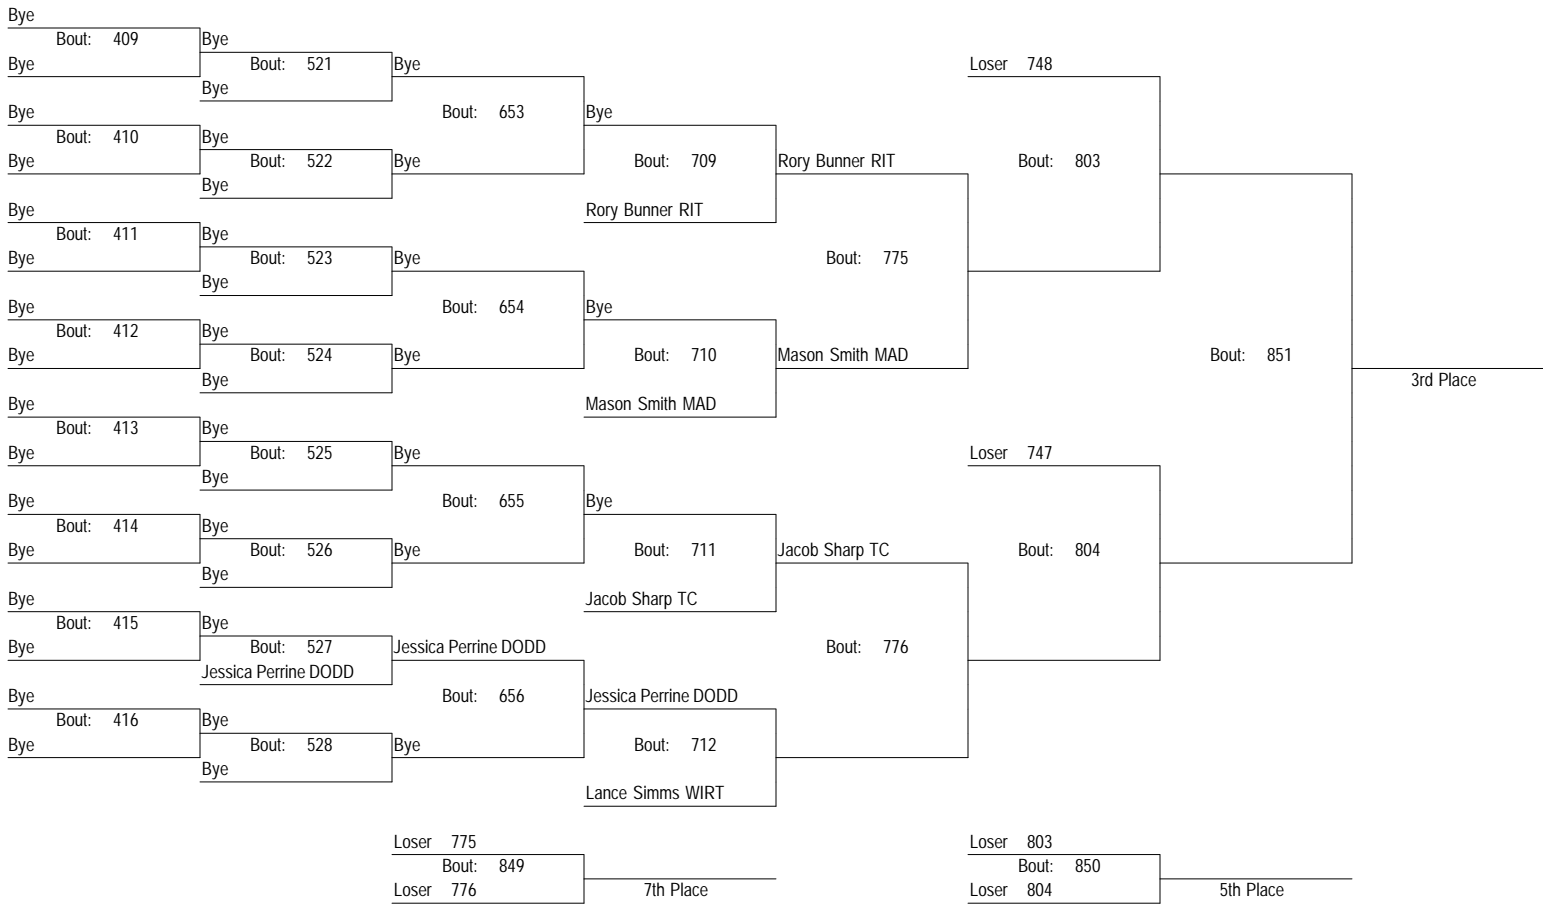 Bye
Bout: 409 Bye
Bye Bout: 521 Bye Loser 748
Bye
Bye Bout: 653 Bye
Bout: 410 Bye
Bye Bout: 522 Bye Bout: 709 Rory Bunner RIT Bout: 803
Bye
Bye Rory Bunner RIT
Bout: 411 Bye
Bye Bout: 523 Bye Bout: 775
Bye
Bye Bout: 654 Bye
Bout: 412 Bye
Bye Bout: 524 Bye Bout: 710 Mason Smith MAD Bout: 851
Bye 3rd Place
Bye Mason Smith MAD
Bout: 413 Bye
Bye Bout: 525 Bye Loser 747
Bye
Bye Bout: 655 Bye
Bout: 414 Bye
Bye Bout: 526 Bye Bout: 711 Jacob Sharp TC Bout: 804
Bye
Bye Jacob Sharp TC
Bout: 415 Bye
Bye Bout: 527 Jessica Perrine DODD Bout: 776
Jessica Perrine DODD
Bye Bout: 656 Jessica Perrine DODD
Bout: 416 Bye
Bye Bout: 528 Bye Bout: 712
Bye
Lance Simms WIRT
Loser 775 Loser 803
Bout: 849 Bout: 850
Loser 776 7th Place Loser 804 5th Place